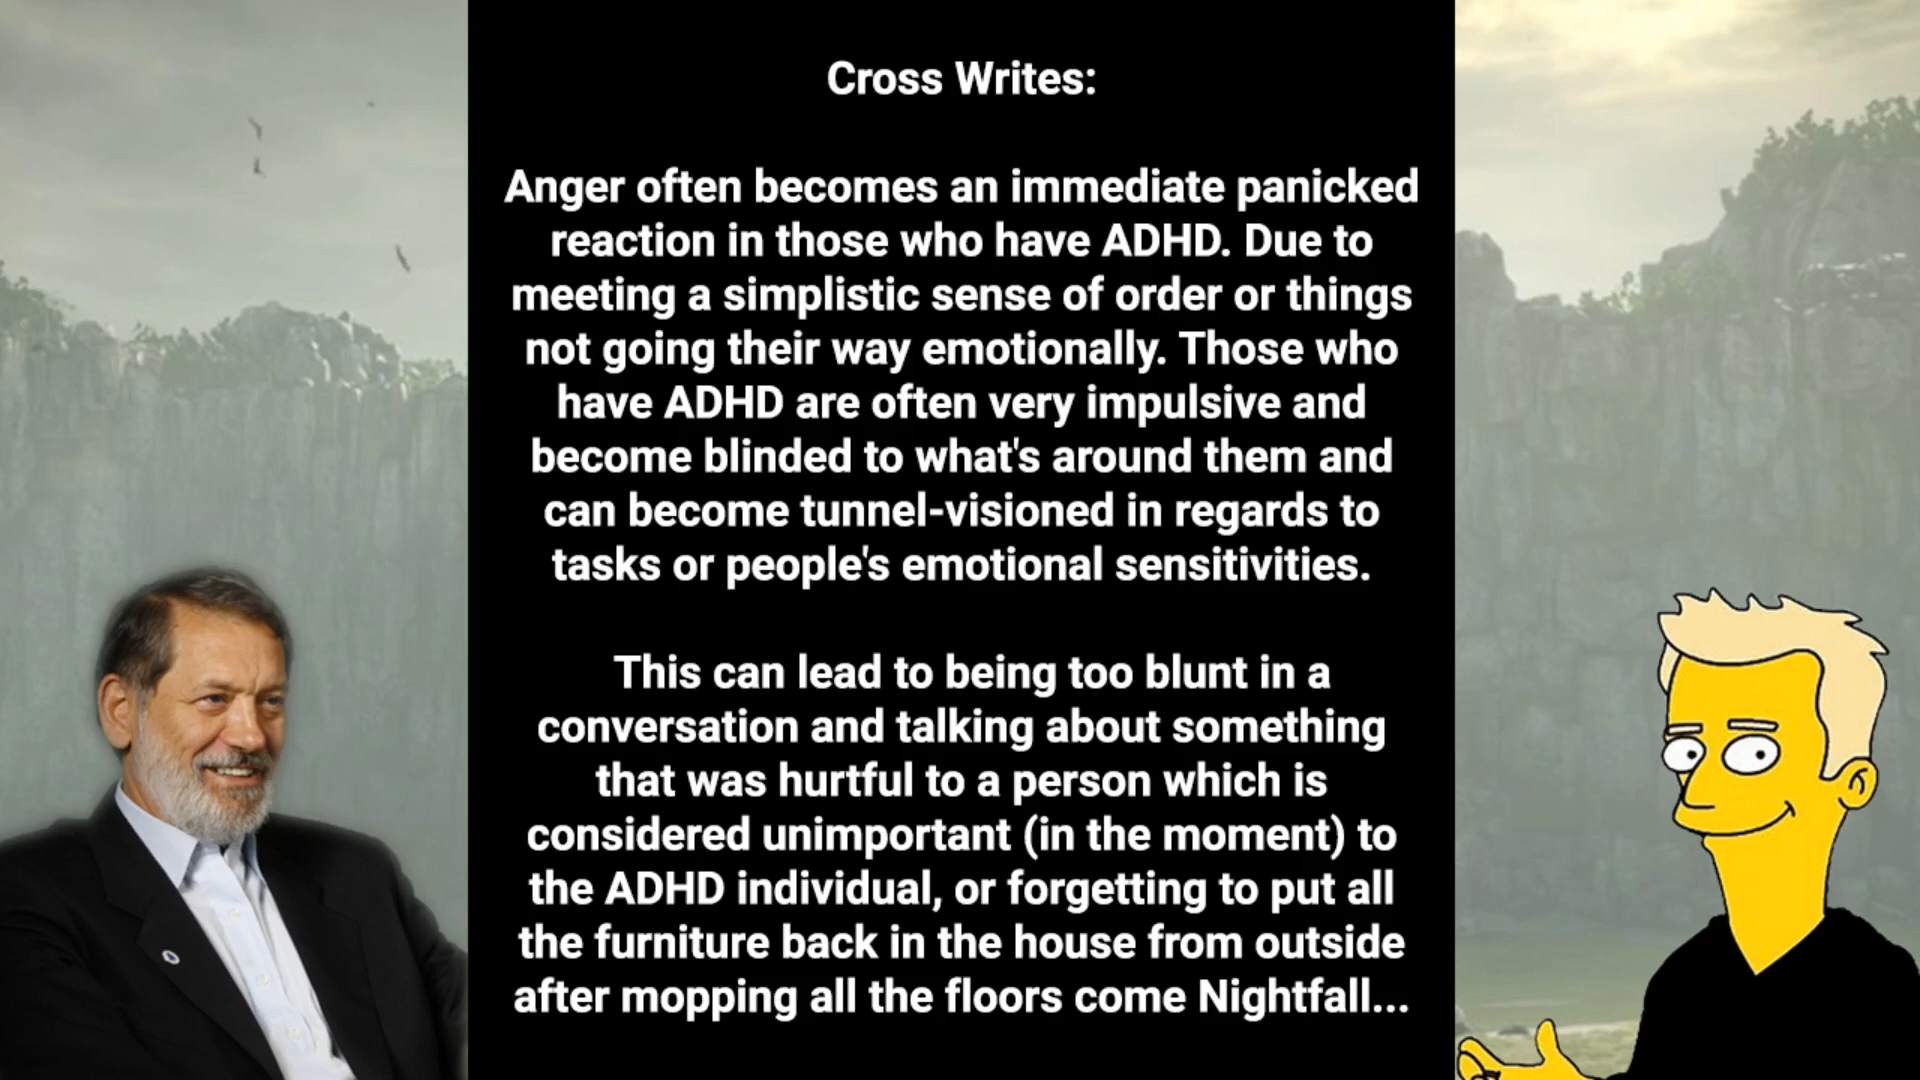 Cross Writes:
Anger often becomes an immediate panicked
reaction in those who have ADHD. Due to
meeting a simplistic sense of order or things
not going their way emotionally. Those who
have ADHD are often very impulsive and
become blinded to what's around them and
can become tunnel-visioned in regards to
tasks or people's emotional sensitivities.
This can lead to being too blunt in a
conversation and talking about something
that was hurtful to a person which is
considered unimportant (in the moment) to
the ADHD individual, or forgetting to put all
the furniture back in the house from outside
after mopping all the floors come Nightfall...